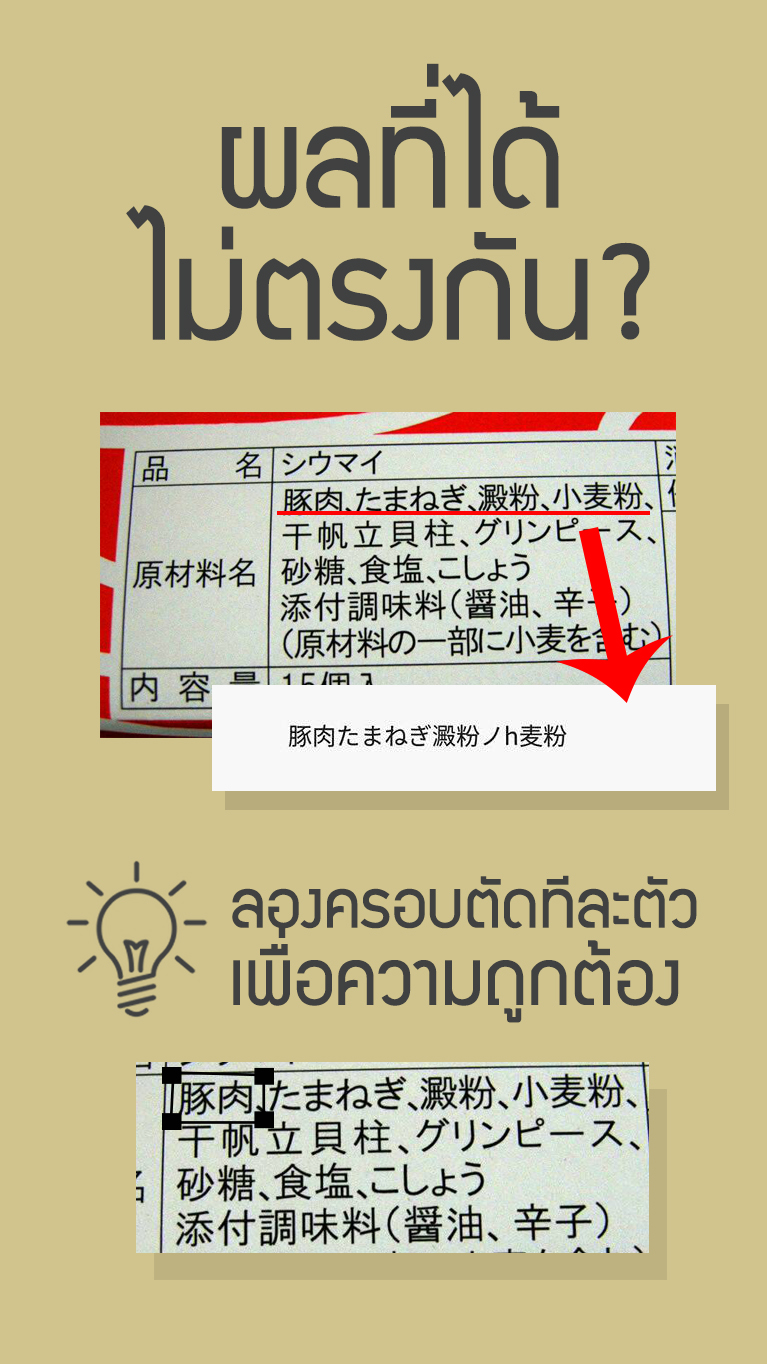 ผลที่ได้
ไม่ตรงกัน?
品 名 シウマイ
豚肉、たまねぎ、澱粉、小麦粉、
干帆立貝柱、グリンピース、
原材料名
砂糖、食塩、こしょう
添付調味料(醤油、辛子)
(原材料の一部に小麦を含む)
内容量 15個入
豚肉たまねぎ澱粉ノh麦粉
ลองครอบตัดทีละตัว
เพื่อความถูกต้อง
豚肉、たまねぎ、澱粉、小麦粉、
干帆立貝柱、グリンピース、
砂糖、食塩、こしょう
添付調味料(醤油、辛子)